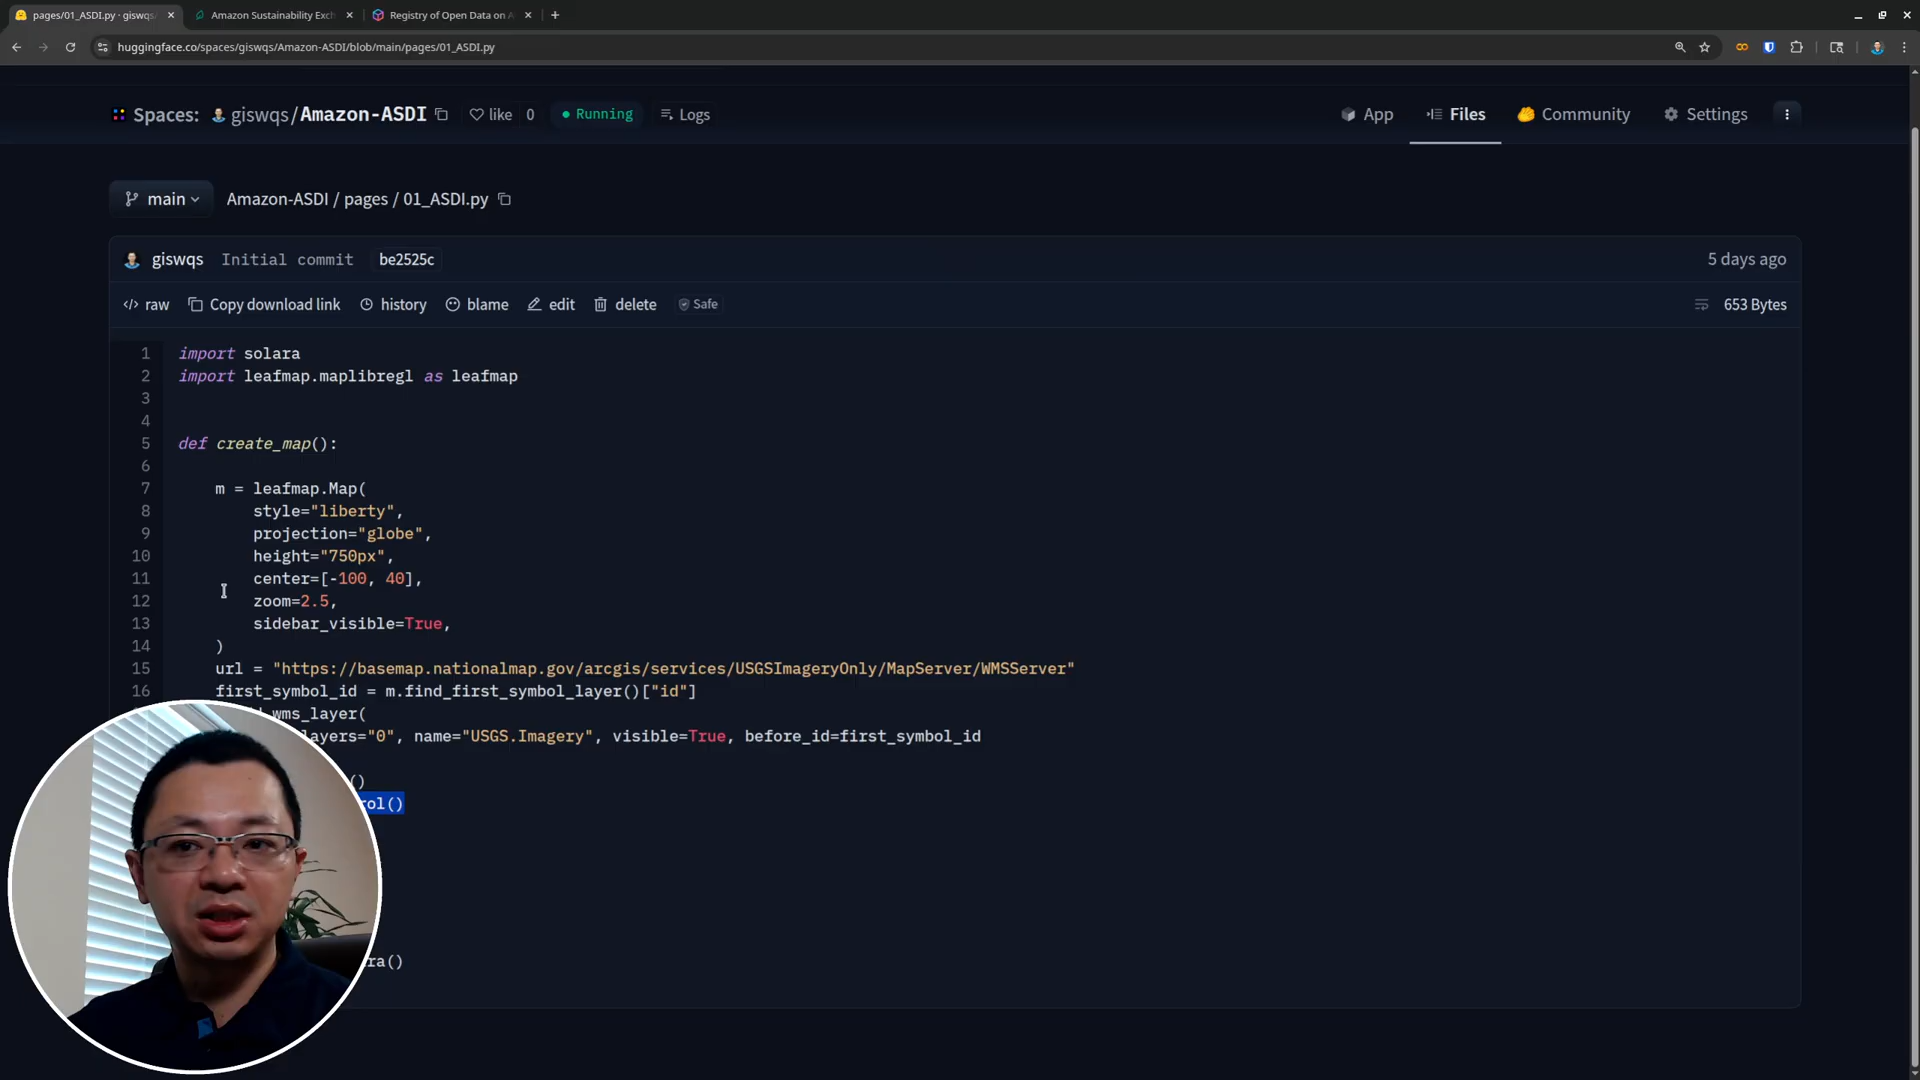 pages/01_ASDI.py · giswqs
Amazon Sustainability Exch
Registry of Open Data on A
huggingface.co/spaces/giswqs/Amazon-ASDI/blob/main/pages/01_ASDI.py
Spaces: giswqs/Amazon-ASDI like 0 Running Logs App Files Community Settings
main Amazon-ASDI / pages / 01_ASDI.py
giswqs Initial commit be2525c 5 days ago
raw Copy download link history blame edit delete Safe 653 Bytes
1 import solara
2 import leafmap.maplibregl as leafmap
3
4
5 def create_map():
6
7 m = leafmap.Map(
8 style="liberty",
9 projection="globe",
10 height="750px",
11 center=[-100, 40],
12 zoom=2.5,
13 sidebar_visible=True,
14 )
15 url = "https://basemap.nationalmap.gov/arcgis/services/USGSImageryOnly/MapServer/WMSServer"
16 first_symbol_id = m.find_first_symbol_layer()["id"]
wms_layer(
ayers="0", name="USGS.Imagery", visible=True, before_id=first_symbol_id
()
rol()
ra()